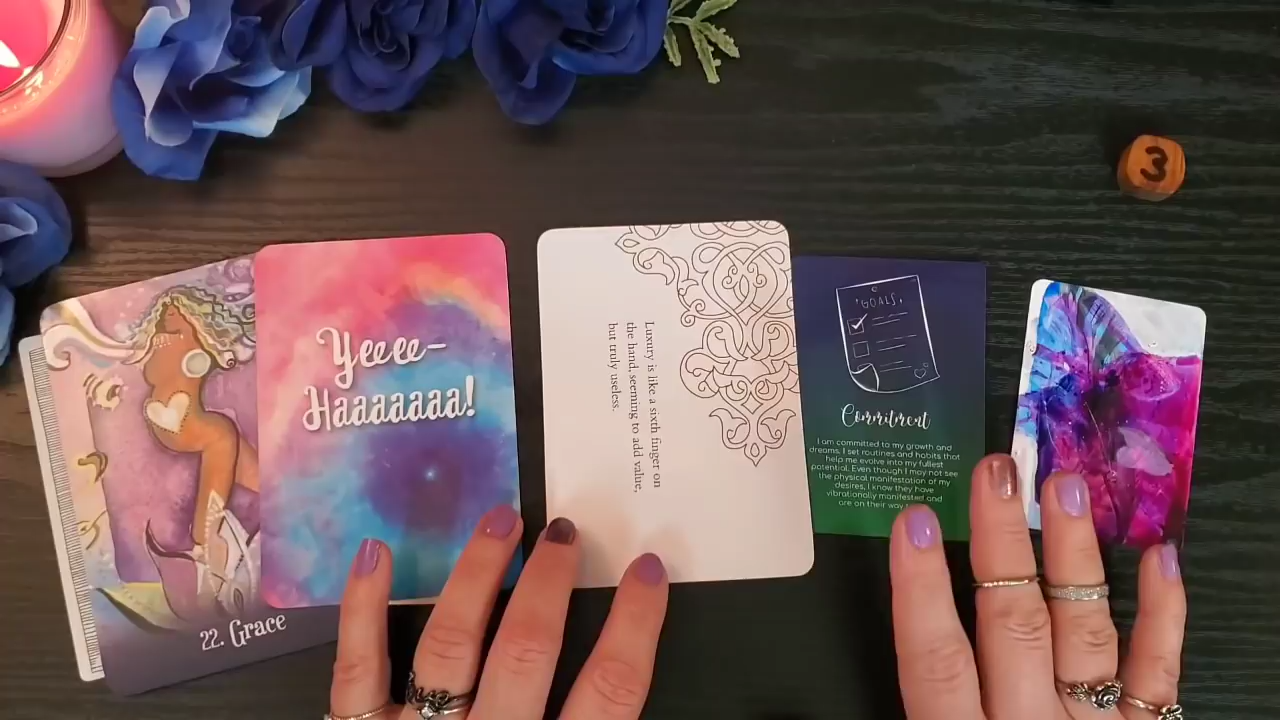 22. Grace
Yeeee-
Haaaaaaa!
Luxury is like a sixth finger on
the hand, seeming to add value,
but truly useless.
GOALS
Commitment
I am committed to my growth and
dreams. I set routines and habits that
help me evolve into my fullest
potential. Even though I may not see
the physical manifestation of my
desires, I know they have
vibrationally manifested and
are on their way
3